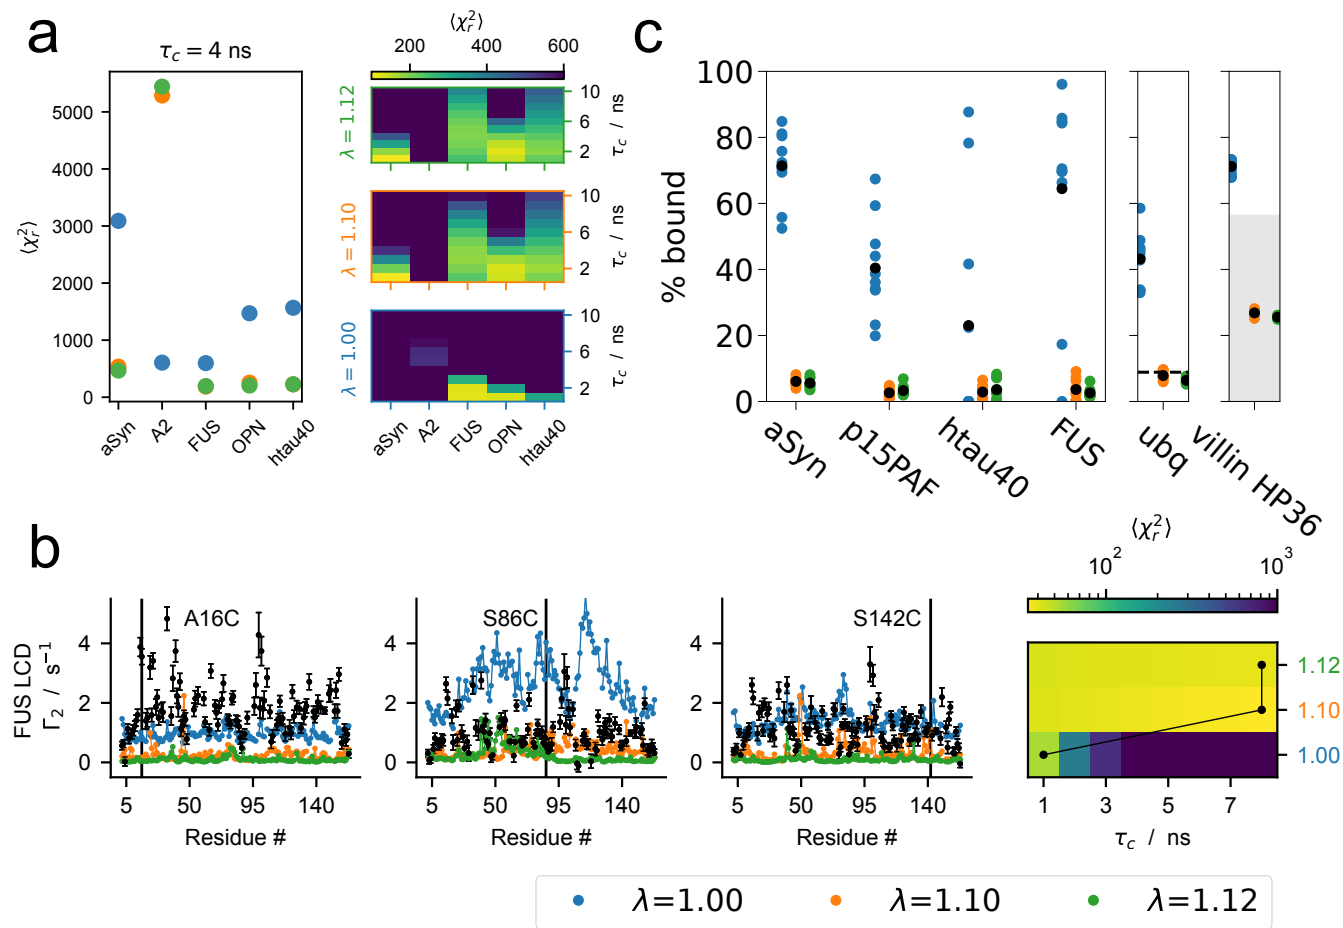 a
τc = 4 ns
⟨χr²⟩
5000
4000
3000
2000
1000
0
⟨χr²⟩
aSyn
A2
FUS
OPN
htau40
⟨χr²⟩
200
400
600
λ = 1.12
10
6
2
τc / ns
λ = 1.10
10
6
2
τc / ns
λ = 1.00
10
6
2
τc / ns
aSyn
A2
FUS
OPN
htau40
c
% bound
100
80
60
40
20
0
aSyn
p15PAF
htau40
FUS
ubq
villin HP36
b
FUS LCD
Γ2 / s⁻¹
4
2
0
A16C
5
50
95
140
Residue #
4
2
0
S86C
5
50
95
140
Residue #
4
2
0
S142C
5
50
95
140
Residue #
⟨χr²⟩
10²
10³
1.12
1.10
1.00
1
3
5
7
τc / ns
λ=1.00
λ=1.10
λ=1.12